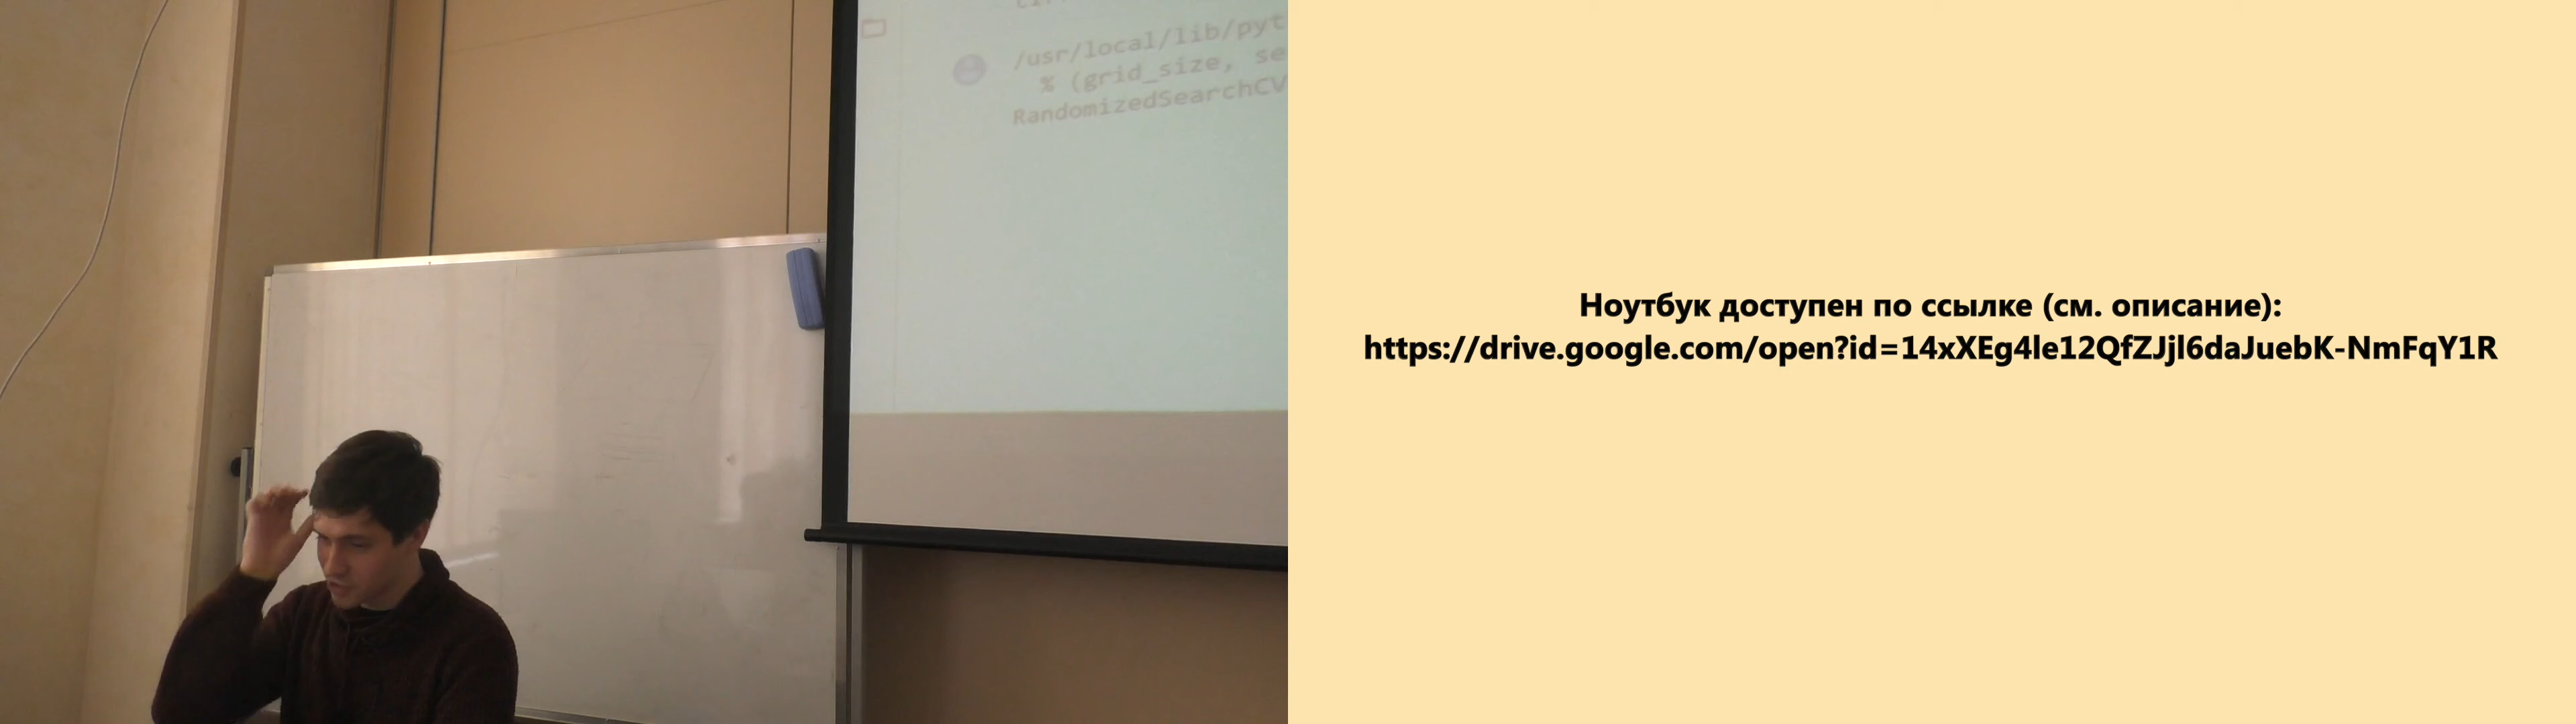 /usr/local/lib/pyt
% (grid_size, se
RandomizedSearchCV
Ноутбук доступен по ссылке (см. описание):
https://drive.google.com/open?id=14xXEg4le12QfZJjl6daJuebK-NmFqY1R